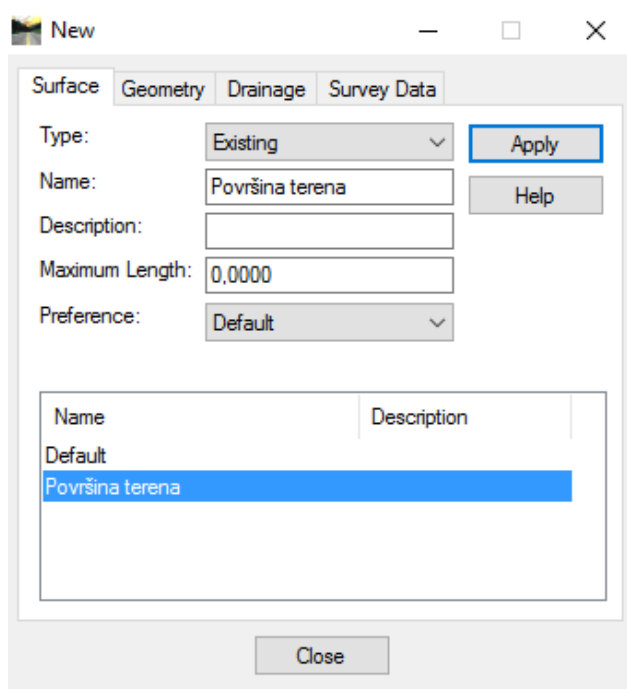 New
Surface Geometry Drainage Survey Data
Type: Existing Apply
Name: Površina terena Help
Description:
Maximum Length: 0,0000
Preference: Default
Name Description
Default
Površina terena
Close